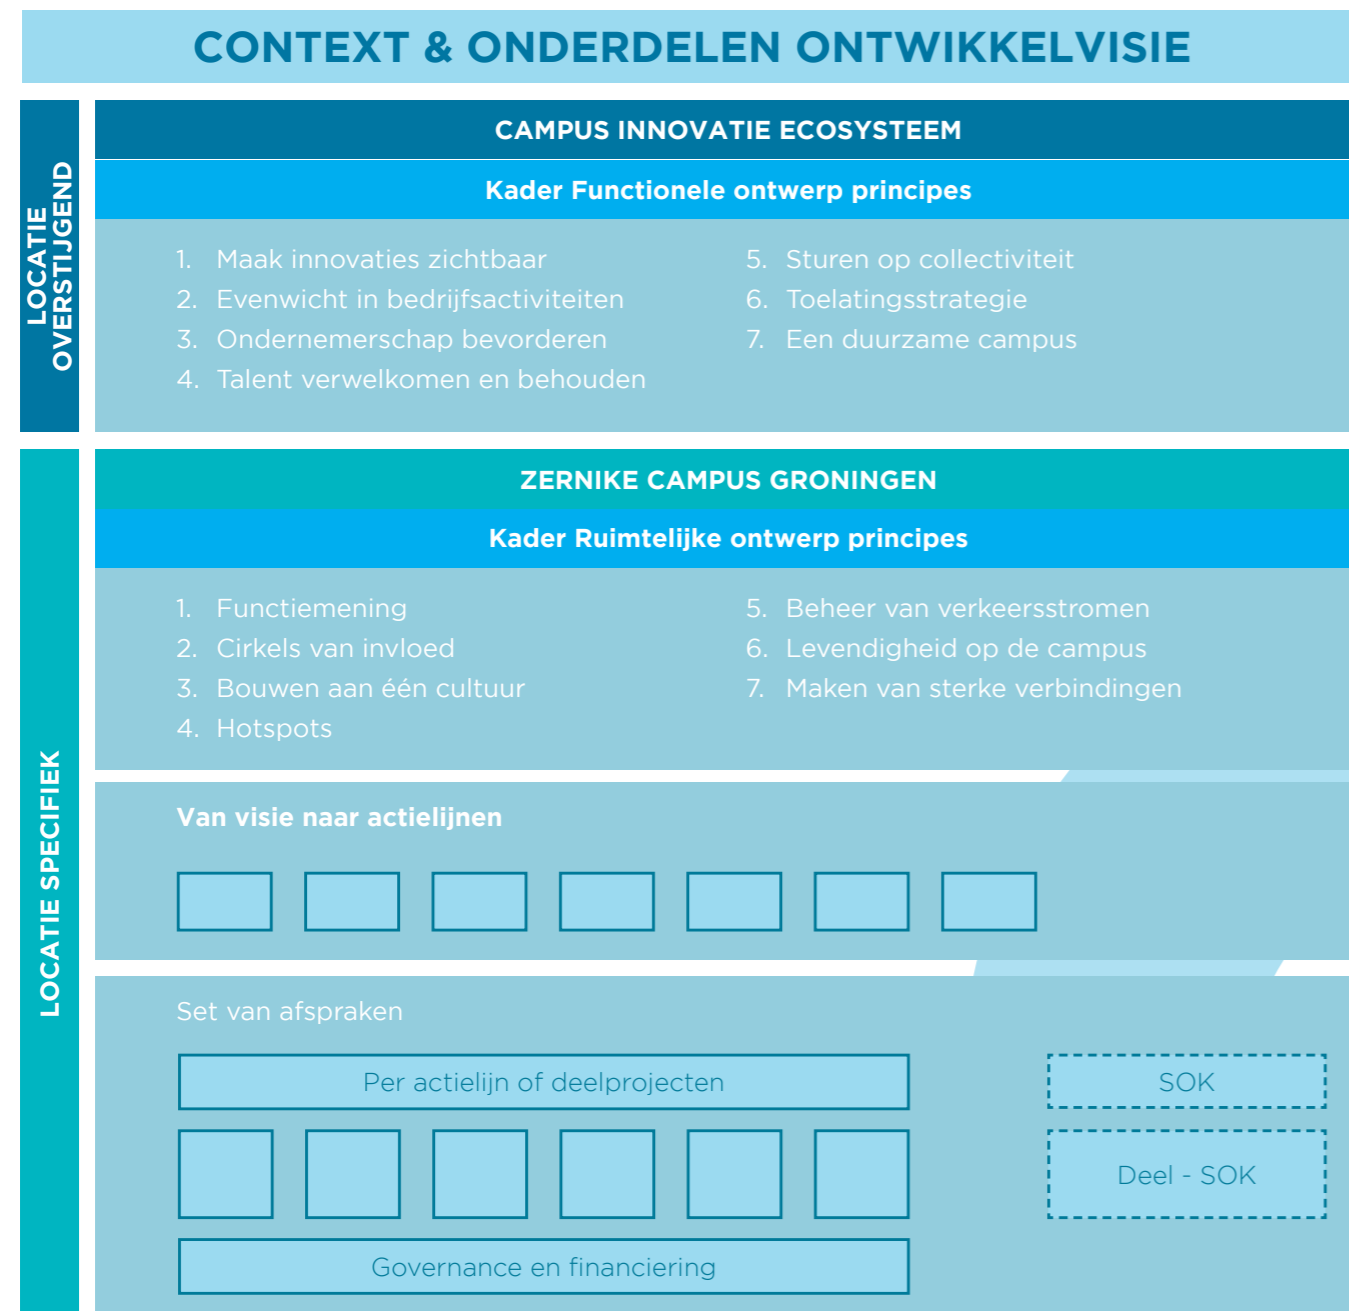 CONTEXT & ONDERDELEN ONTWIKKELVISIE
LOCATIE
OVERSTIJGEND
CAMPUS INNOVATIE ECOSYSTEEM
Kader Functionele ontwerp principes
1. Maak innovaties zichtbaar
2. Evenwicht in bedrijfsactiviteiten
3. Ondernemerschap bevorderen
4. Talent verwelkomen en behouden
5. Sturen op collectiviteit
6. Toelatingsstrategie
7. Een duurzame campus
LOCATIE SPECIFIEK
ZERNIKE CAMPUS GRONINGEN
Kader Ruimtelijke ontwerp principes
1. Functiemening
2. Cirkels van invloed
3. Bouwen aan één cultuur
4. Hotspots
5. Beheer van verkeersstromen
6. Levendigheid op de campus
7. Maken van sterke verbindingen
Van visie naar actielijnen
Set van afspraken
Per actielijn of deelprojecten
SOK
Deel - SOK
Governance en financiering